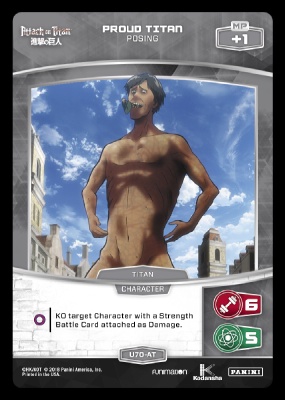 Attack on Titan
進撃の巨人
PROUD TITAN
POSING
MP
+1
TITAN
CHARACTER
KO target Character with a Strength
Battle Card attached as Damage.
6
5
U70-AT
©HK/AOT © 2018 Panini America, Inc.
Printed in the USA.
FUNIMATION
K
Kodansha
PANINI